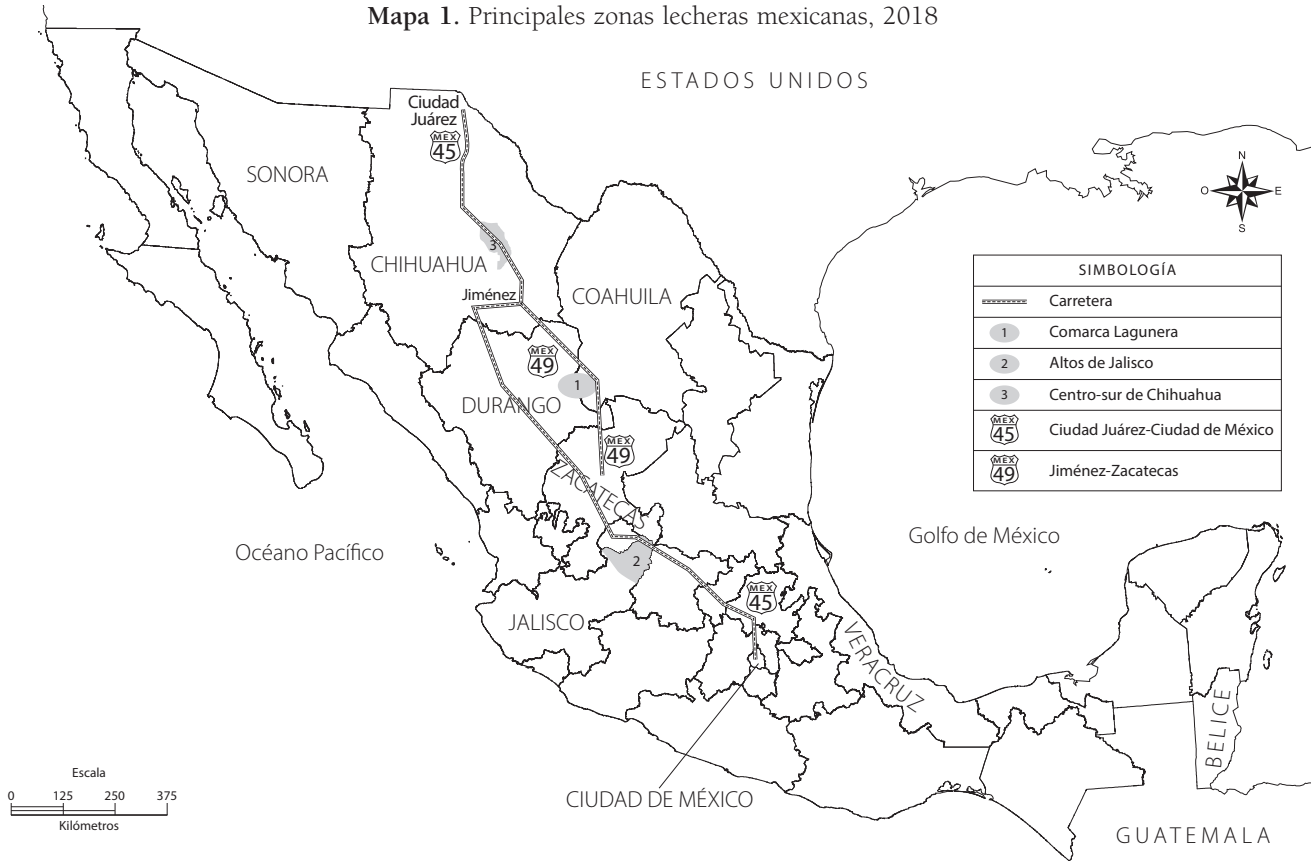 Mapa 1. Principales zonas lecheras mexicanas, 2018
ESTADOS UNIDOS
Ciudad
Juárez
MEX
45
SONORA
N
O
E
S
3
CHIHUAHUA
Jiménez
COAHUILA
MEX
49
1
DURANGO
MEX
49
ZACATECAS
SIMBOLOGÍA
Carretera
1 Comarca Lagunera
2 Altos de Jalisco
3 Centro-sur de Chihuahua
MEX
45 Ciudad Juárez-Ciudad de México
MEX
49 Jiménez-Zacatecas
Océano Pacífico
Golfo de México
2
MEX
45
JALISCO
VERACRUZ
BELICE
CIUDAD DE MÉXICO
GUATEMALA
Escala
0 125 250 375
Kilómetros